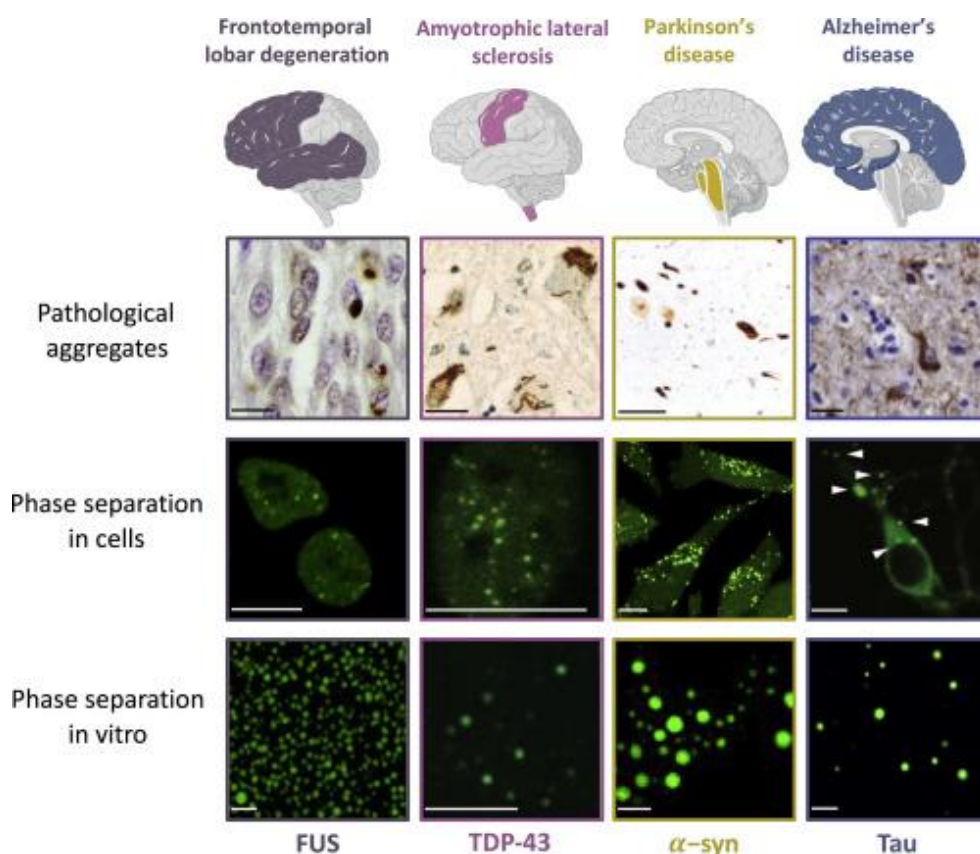 Frontotemporal
lobar degeneration
Amyotrophic lateral
sclerosis
Parkinson's
disease
Alzheimer's
disease
Pathological
aggregates
Phase separation
in cells
Phase separation
in vitro
FUS
TDP-43
α-syn
Tau